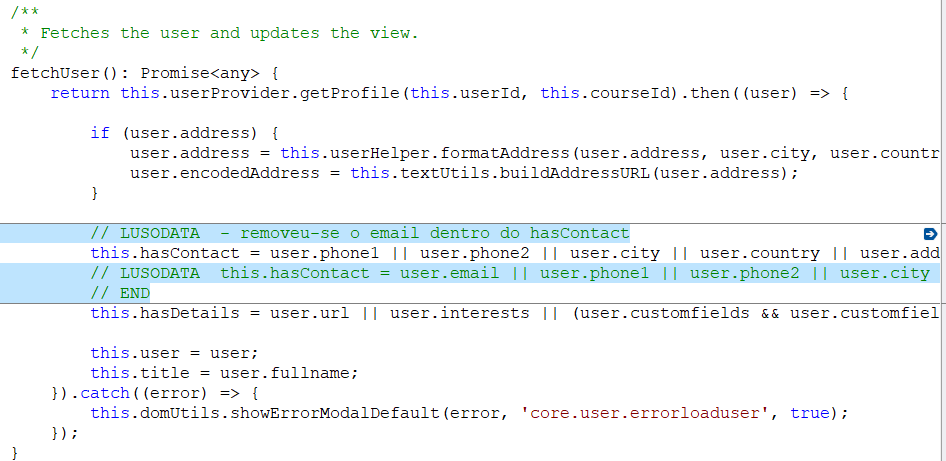 /**
 * Fetches the user and updates the view.
 */
fetchUser(): Promise<any> {
    return this.userProvider.getProfile(this.userId, this.courseId).then((user) => {

        if (user.address) {
            user.address = this.userHelper.formatAddress(user.address, user.city, user.countr
            user.encodedAddress = this.textUtils.buildAddressURL(user.address);
        }

        // LUSODATA  - removeu-se o email dentro do hasContact
        this.hasContact = user.phone1 || user.phone2 || user.city || user.country || user.add
        // LUSODATA  this.hasContact = user.email || user.phone1 || user.phone2 || user.city
        // END
        this.hasDetails = user.url || user.interests || (user.customfields && user.customfiel

        this.user = user;
        this.title = user.fullname;
    }).catch((error) => {
        this.domUtils.showErrorModalDefault(error, 'core.user.errorloaduser', true);
    });
}